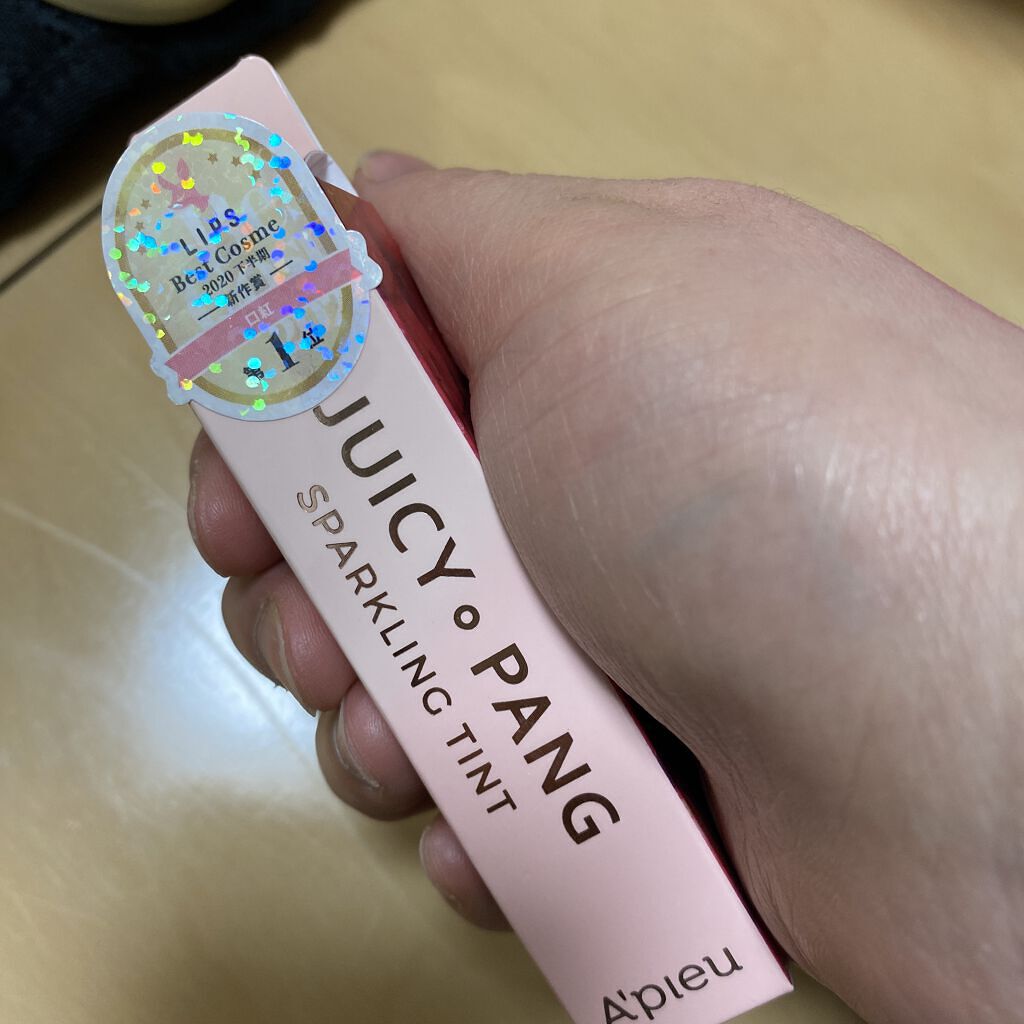 LIPS
Best Cosme
2020 下半期
新作賞
口紅
第1位
JUICY PANG
SPARKLING TINT
A'pieu